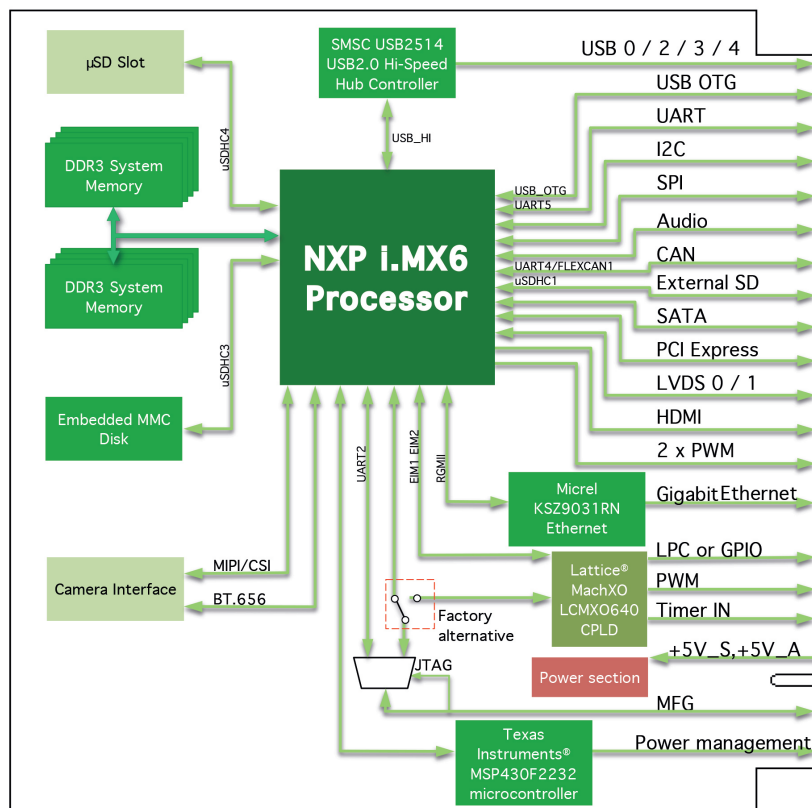 µSD Slot
SMSC USB2514
USB2.0 Hi-Speed
Hub Controller
USB 0 / 2 / 3 / 4
USB OTG
UART
I2C
SPI
Audio
CAN
External SD
SATA
PCI Express
LVDS 0 / 1
HDMI
2 x PWM
uSDHC4
USB_HI
DDR3 System
Memory
DDR3 System
Memory
NXP i.MX6
Processor
USB_OTG
UART5
UART4/FLEXCAN1
uSDHC1
uSDHC3
Embedded MMC
Disk
UART2
EIM1 EIM2
RGMII
Micrel
KSZ9031RN
Ethernet
Gigabit Ethernet
Camera Interface
MIPI/CSI
BT.656
Lattice®
MachXO
LCMXO640
CPLD
LPC or GPIO
PWM
Timer IN
Factory
alternative
JTAG
+5V_S,+5V_A
Power section
MFG
Texas
Instruments®
MSP430F2232
microcontroller
Power management